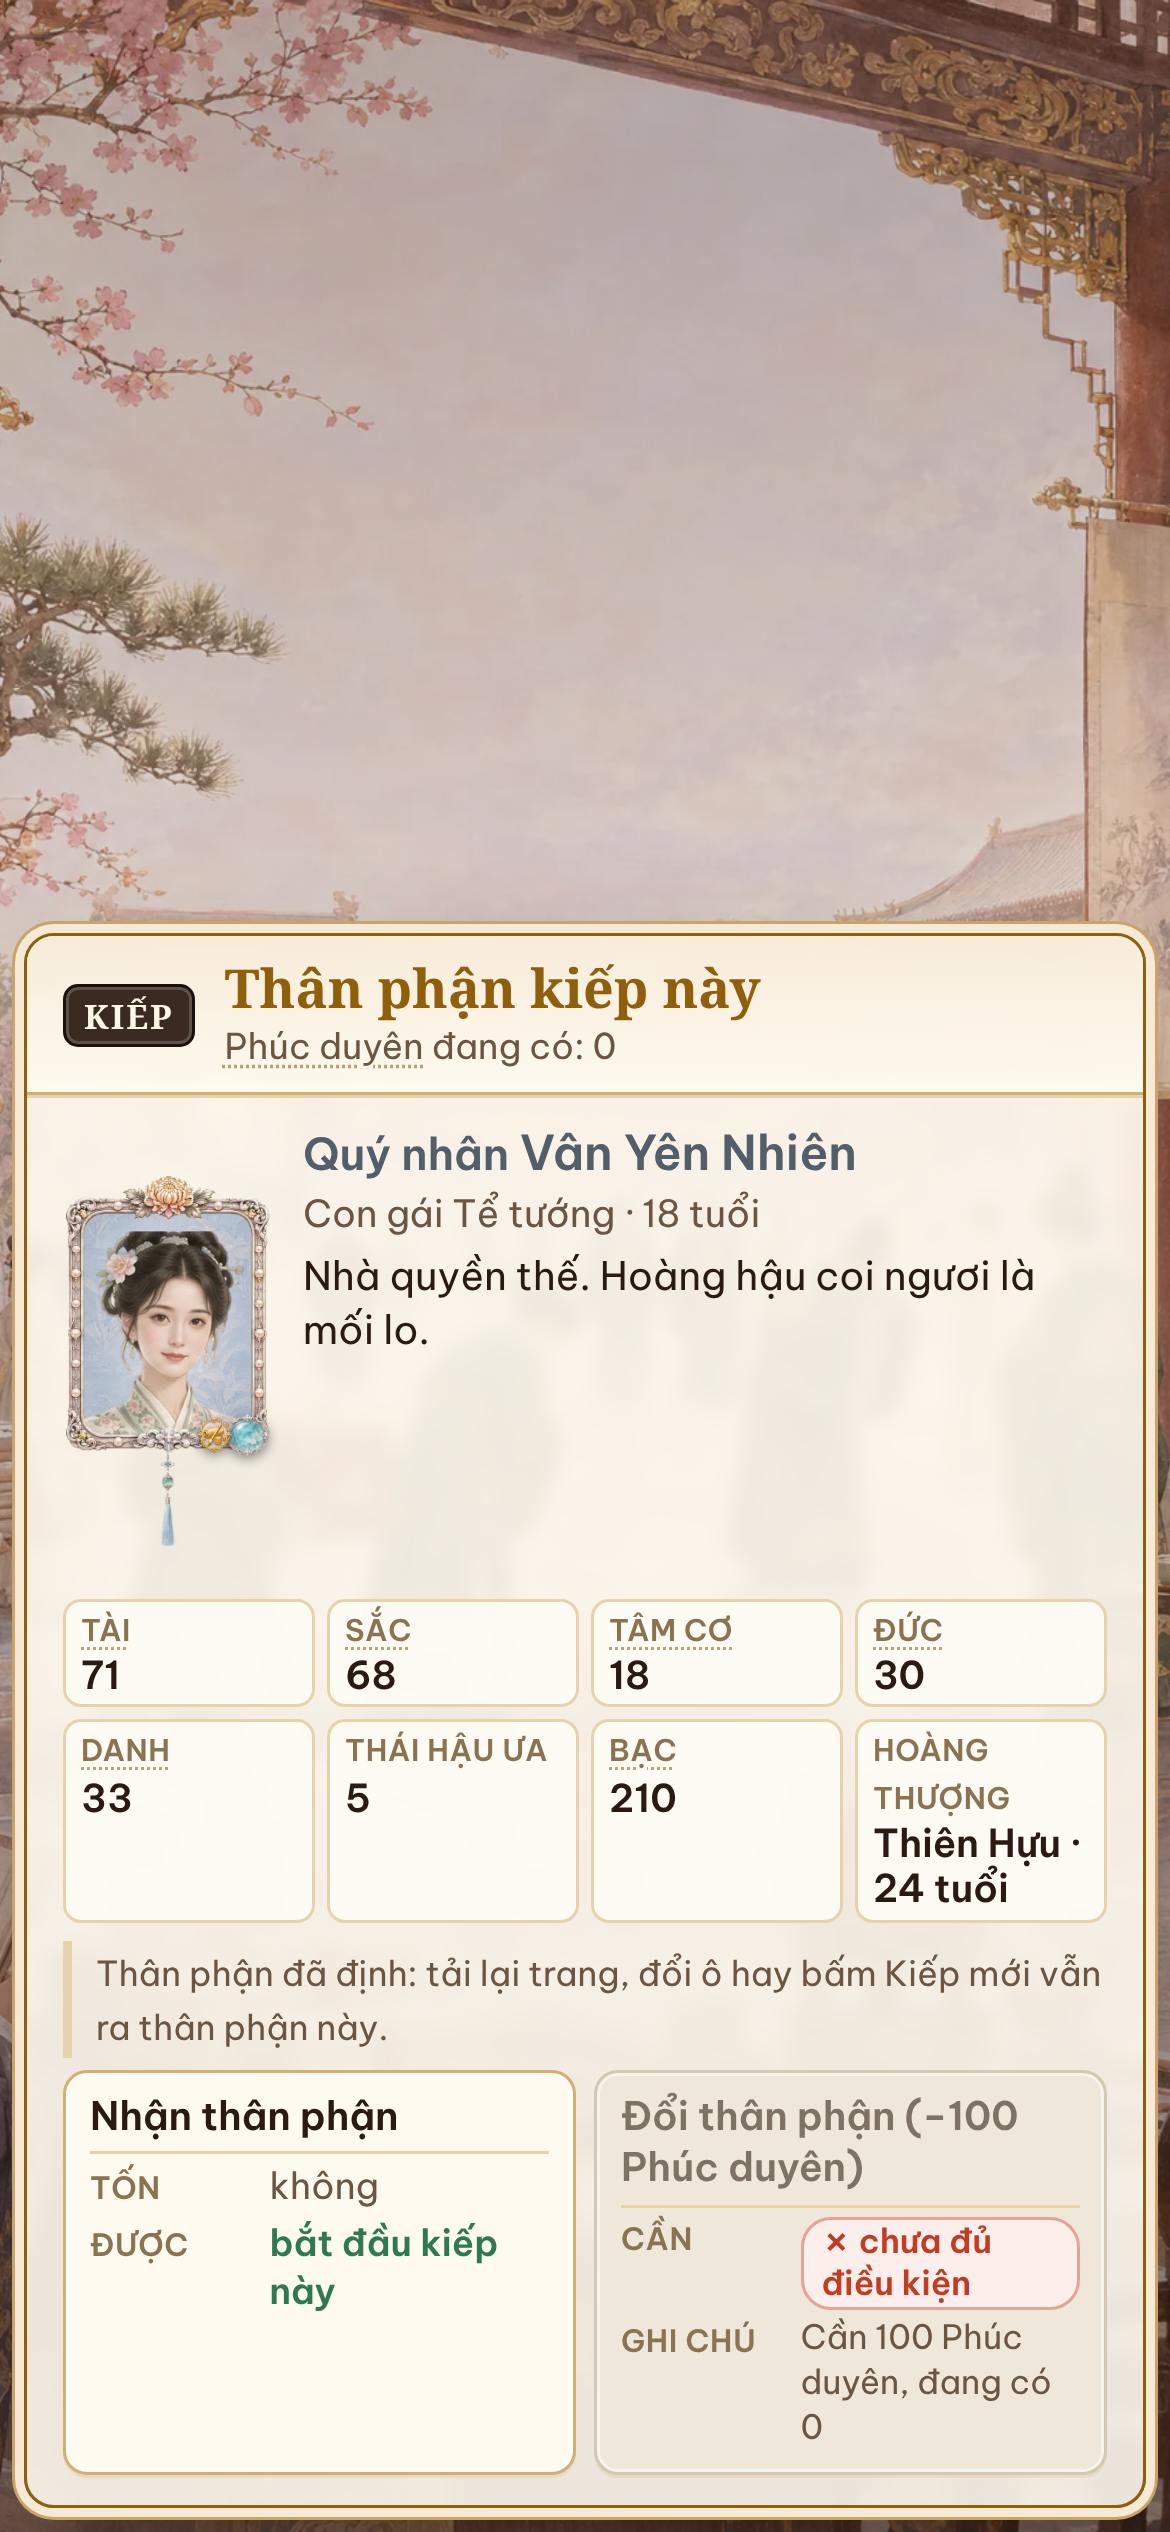 KIẾP
Thân phận kiếp này
Phúc duyên đang có: 0
Quý nhân Vân Yên Nhiên
Con gái Tể tướng · 18 tuổi
Nhà quyền thế. Hoàng hậu coi ngươi là
mối lo.
TÀI
71
SẮC
68
TÂM CƠ
18
ĐỨC
30
DANH
33
THÁI HẬU ƯA
5
BẠC
210
HOÀNG
THƯỢNG
Thiên Hựu ·
24 tuổi
Thân phận đã định: tải lại trang, đổi ô hay bấm Kiếp mới vẫn
ra thân phận này.
Nhận thân phận
TỐN
không
ĐƯỢC
bắt đầu kiếp
này
Đổi thân phận (−100
Phúc duyên)
CẦN
× chưa đủ
điều kiện
GHI CHÚ
Cần 100 Phúc
duyên, đang có
0